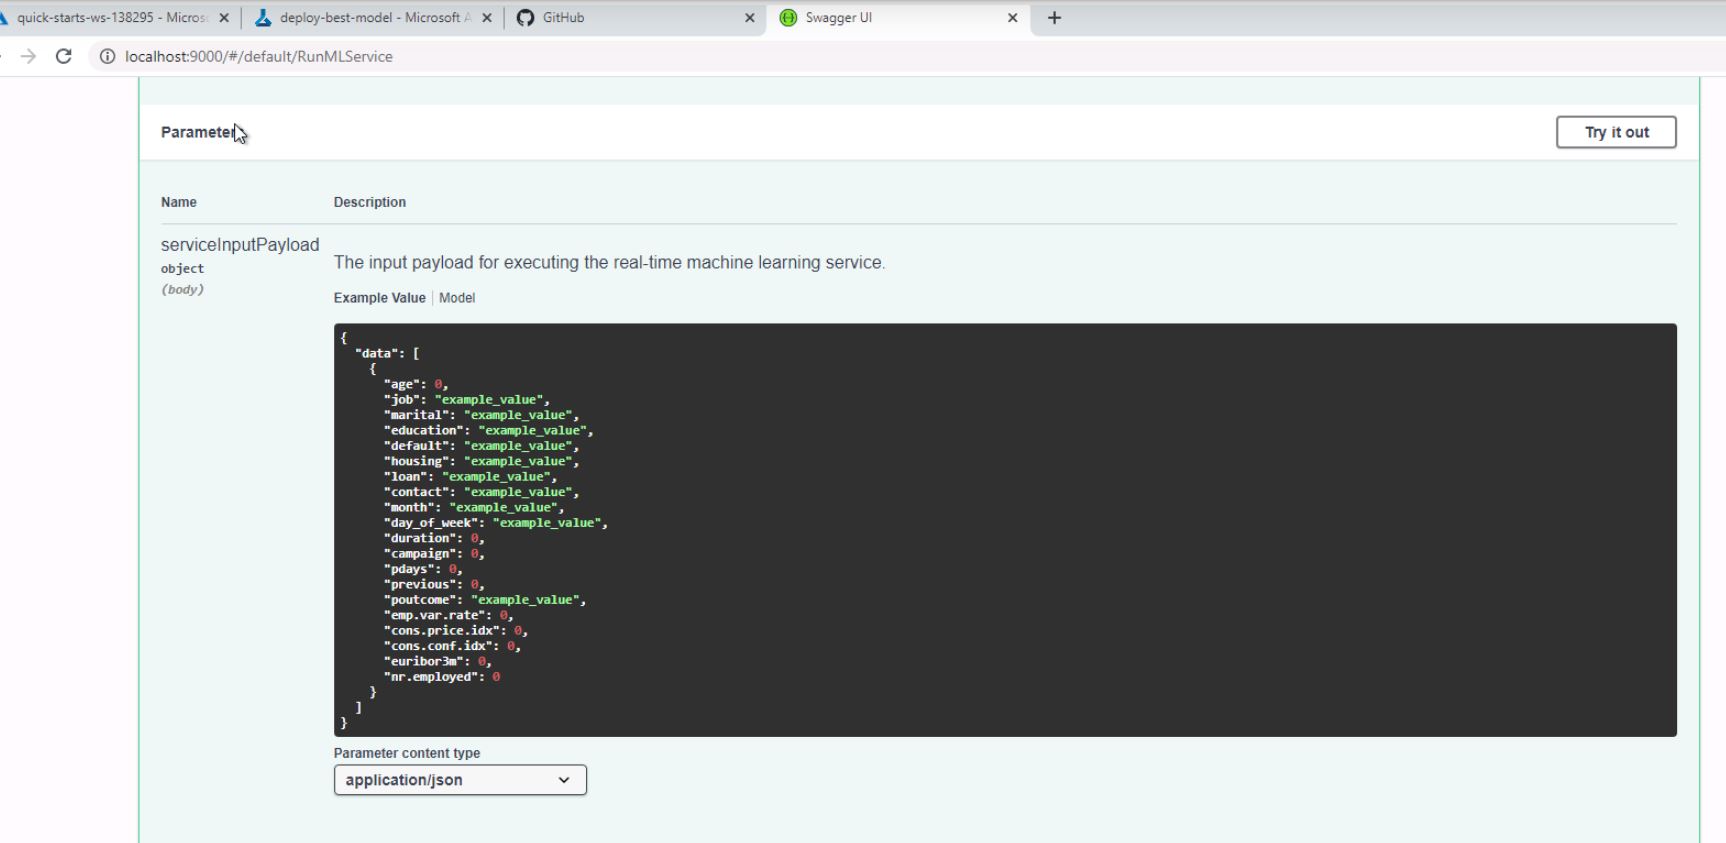 quick-starts-ws-138295 - Micros
deploy-best-model - Microsoft A
GitHub
Swagger UI
localhost:9000/#/default/RunMLService
Parameter
Try it out
Name
Description
serviceInputPayload
object
(body)
The input payload for executing the real-time machine learning service.
Example Value
Model
{
"data": [
{
"age": 0,
"job": "example_value",
"marital": "example_value",
"education": "example_value",
"default": "example_value",
"housing": "example_value",
"loan": "example_value",
"contact": "example_value",
"month": "example_value",
"day_of_week": "example_value",
"duration": 0,
"campaign": 0,
"pdays": 0,
"previous": 0,
"poutcome": "example_value",
"emp.var.rate": 0,
"cons.price.idx": 0,
"cons.conf.idx": 0,
"euribor3m": 0,
"nr.employed": 0
}
]
}
Parameter content type
application/json